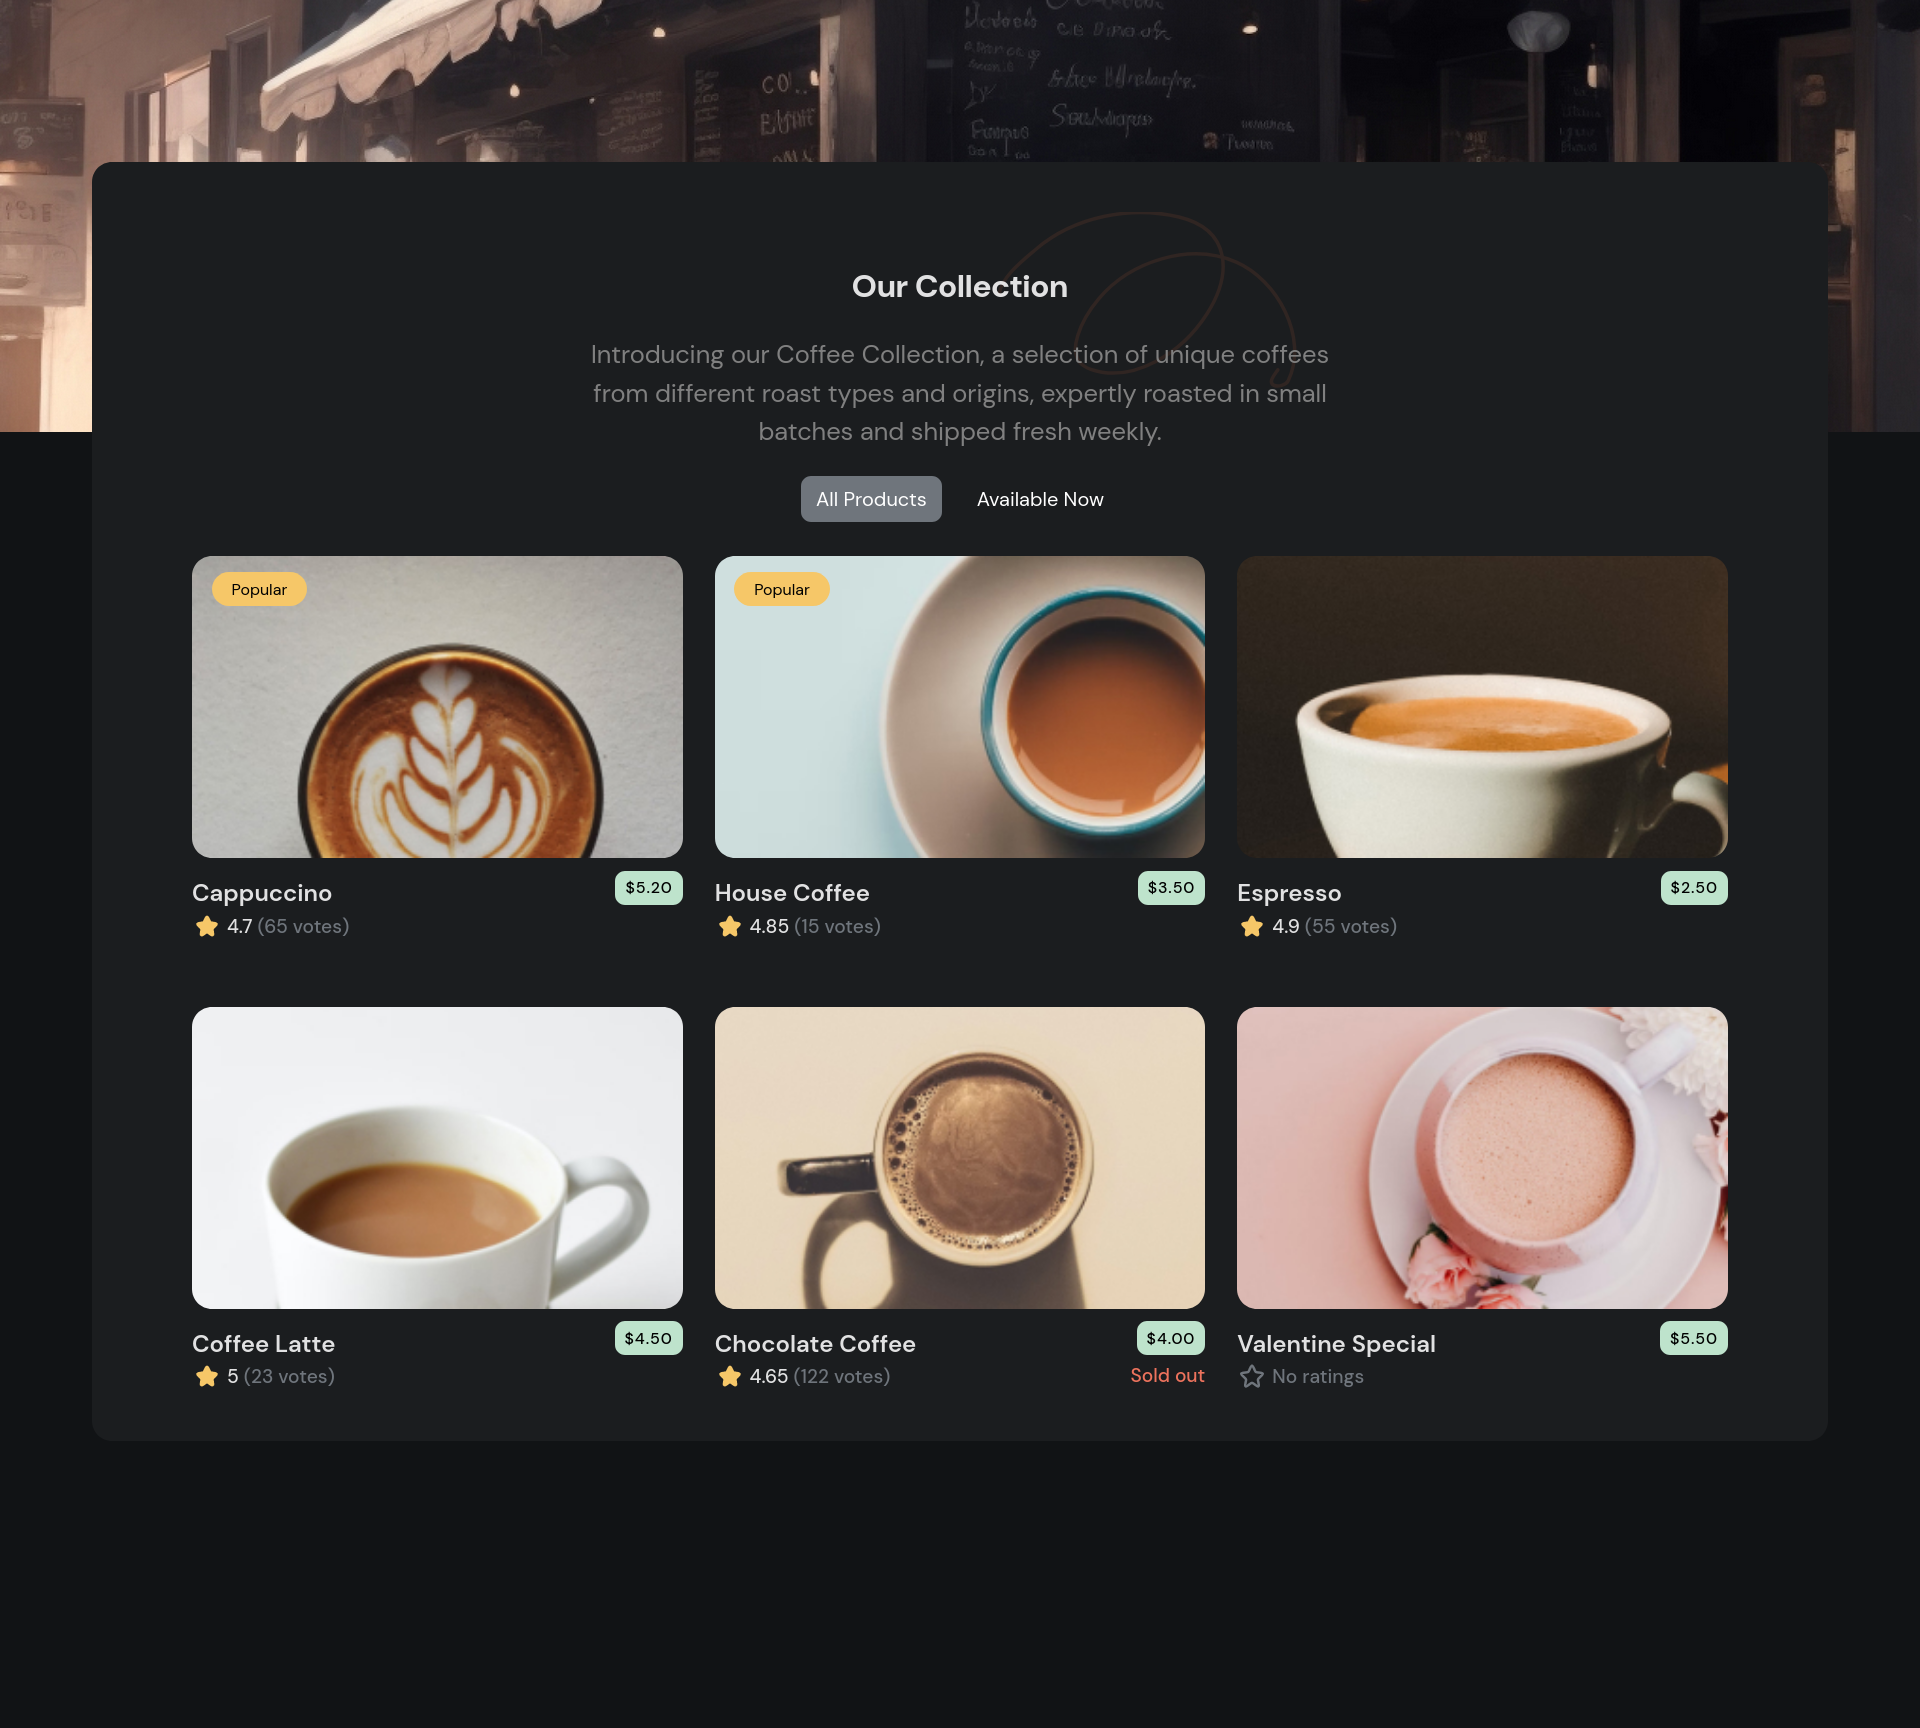 Our Collection
Introducing our Coffee Collection, a selection of unique coffees
from different roast types and origins, expertly roasted in small
batches and shipped fresh weekly.
All Products
Available Now
Popular
Popular
Cappuccino
$5.20
4.7 (65 votes)
House Coffee
$3.50
4.85 (15 votes)
Espresso
$2.50
4.9 (55 votes)
Coffee Latte
$4.50
5 (23 votes)
Chocolate Coffee
$4.00
4.65 (122 votes)
Sold out
Valentine Special
$5.50
No ratings